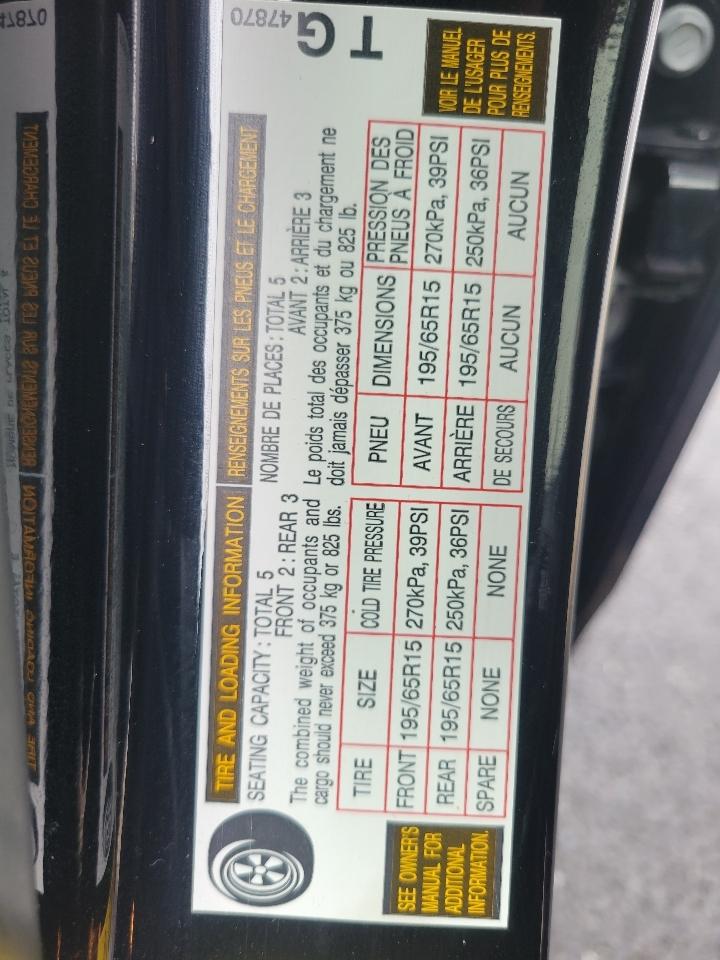 TIRE AND LOADING INFORMATION
SEATING CAPACITY: TOTAL 5
FRONT 2: REAR 3
The combined weight of occupants and
cargo should never exceed 375 kg or 825 lbs.
TIRE SIZE COLD TIRE PRESSURE
FRONT 195/65R15 270kPa, 39PSI
REAR 195/65R15 250kPa, 36PSI
SPARE NONE NONE
SEE OWNER'S
MANUAL FOR
ADDITIONAL
INFORMATION.
RENSEIGNEMENTS SUR LES PNEUS ET LE CHARGEMENT
NOMBRE DE PLACES: TOTAL 5
AVANT 2: ARRIÈRE 3
Le poids total des occupants et du chargement ne
doit jamais dépasser 375 kg ou 825 lb.
PNEU DIMENSIONS PRESSION DES
PNEUS À FROID
AVANT 195/65R15 270kPa, 39PSI
ARRIÈRE 195/65R15 250kPa, 36PSI
DE SECOURS AUCUN AUCUN
47870
G
T
VOIR LE MANUEL
DE L'USAGER
POUR PLUS DE
RENSEIGNEMENTS.